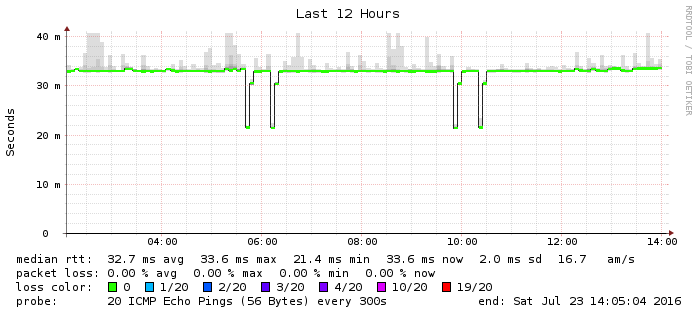 Last 12 Hours
RRDTOOL / TOBI OETIKER
Seconds
40 m
30 m
20 m
10 m
0
04:00 06:00 08:00 10:00 12:00 14:00
median rtt: 32.7 ms avg 33.6 ms max 21.4 ms min 33.6 ms now 2.0 ms sd 16.7 am/s
packet loss: 0.00 % avg 0.00 % max 0.00 % min 0.00 % now
loss color: 0 1/20 2/20 3/20 4/20 10/20 19/20
probe: 20 ICMP Echo Pings (56 Bytes) every 300s end: Sat Jul 23 14:05:04 2016